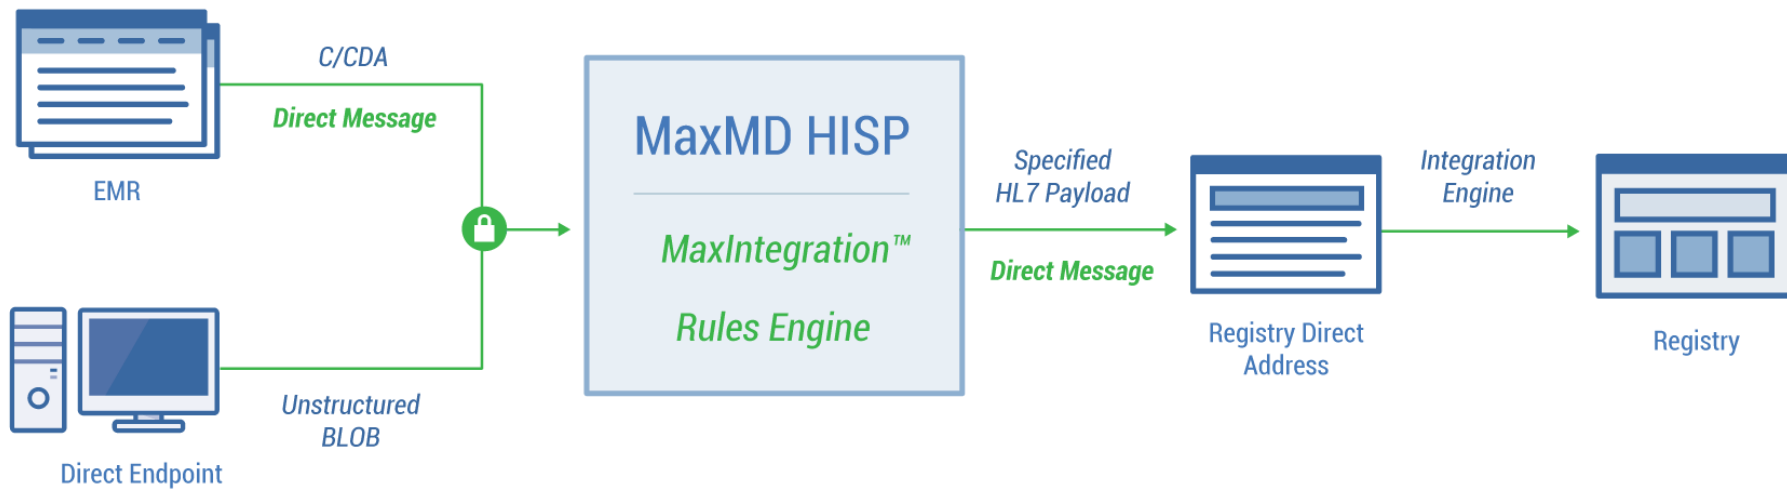 C/CDA
Direct Message
EMR
Unstructured
BLOB
Direct Endpoint
MaxMD HISP
MaxIntegration™
Rules Engine
Specified
HL7 Payload
Direct Message
Registry Direct
Address
Integration
Engine
Registry